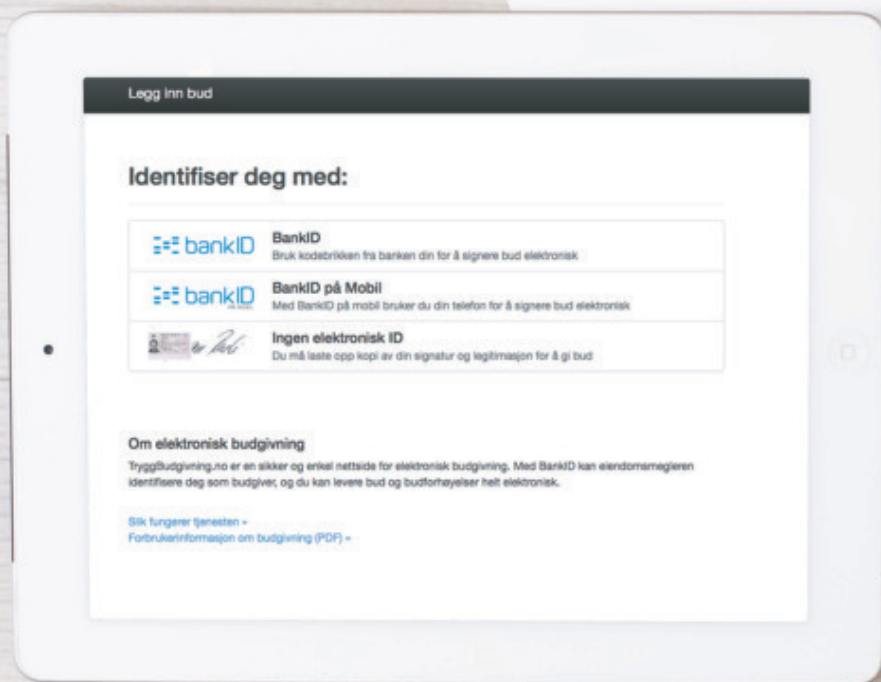 Legg inn bud
Identifiser deg med:
bankID
BankID
Bruk kodebrikken fra banken din for å signere bud elektronisk
bankID
BankID på Mobil
Med BankID på mobil bruker du din telefon for å signere bud elektronisk
Ingen elektronisk ID
Du må laste opp kopi av din signatur og legitimasjon for å gi bud
Om elektronisk budgivning
TryggBudgivning.no er en sikker og enkel nettside for elektronisk budgivning. Med BankID kan eiendomsmegleren
identifisere deg som budgiver, og du kan levere bud og budforhøyelser helt elektronisk.
Slik fungerer tjenesten »
Forbrukerinformasjon om budgivning (PDF) »